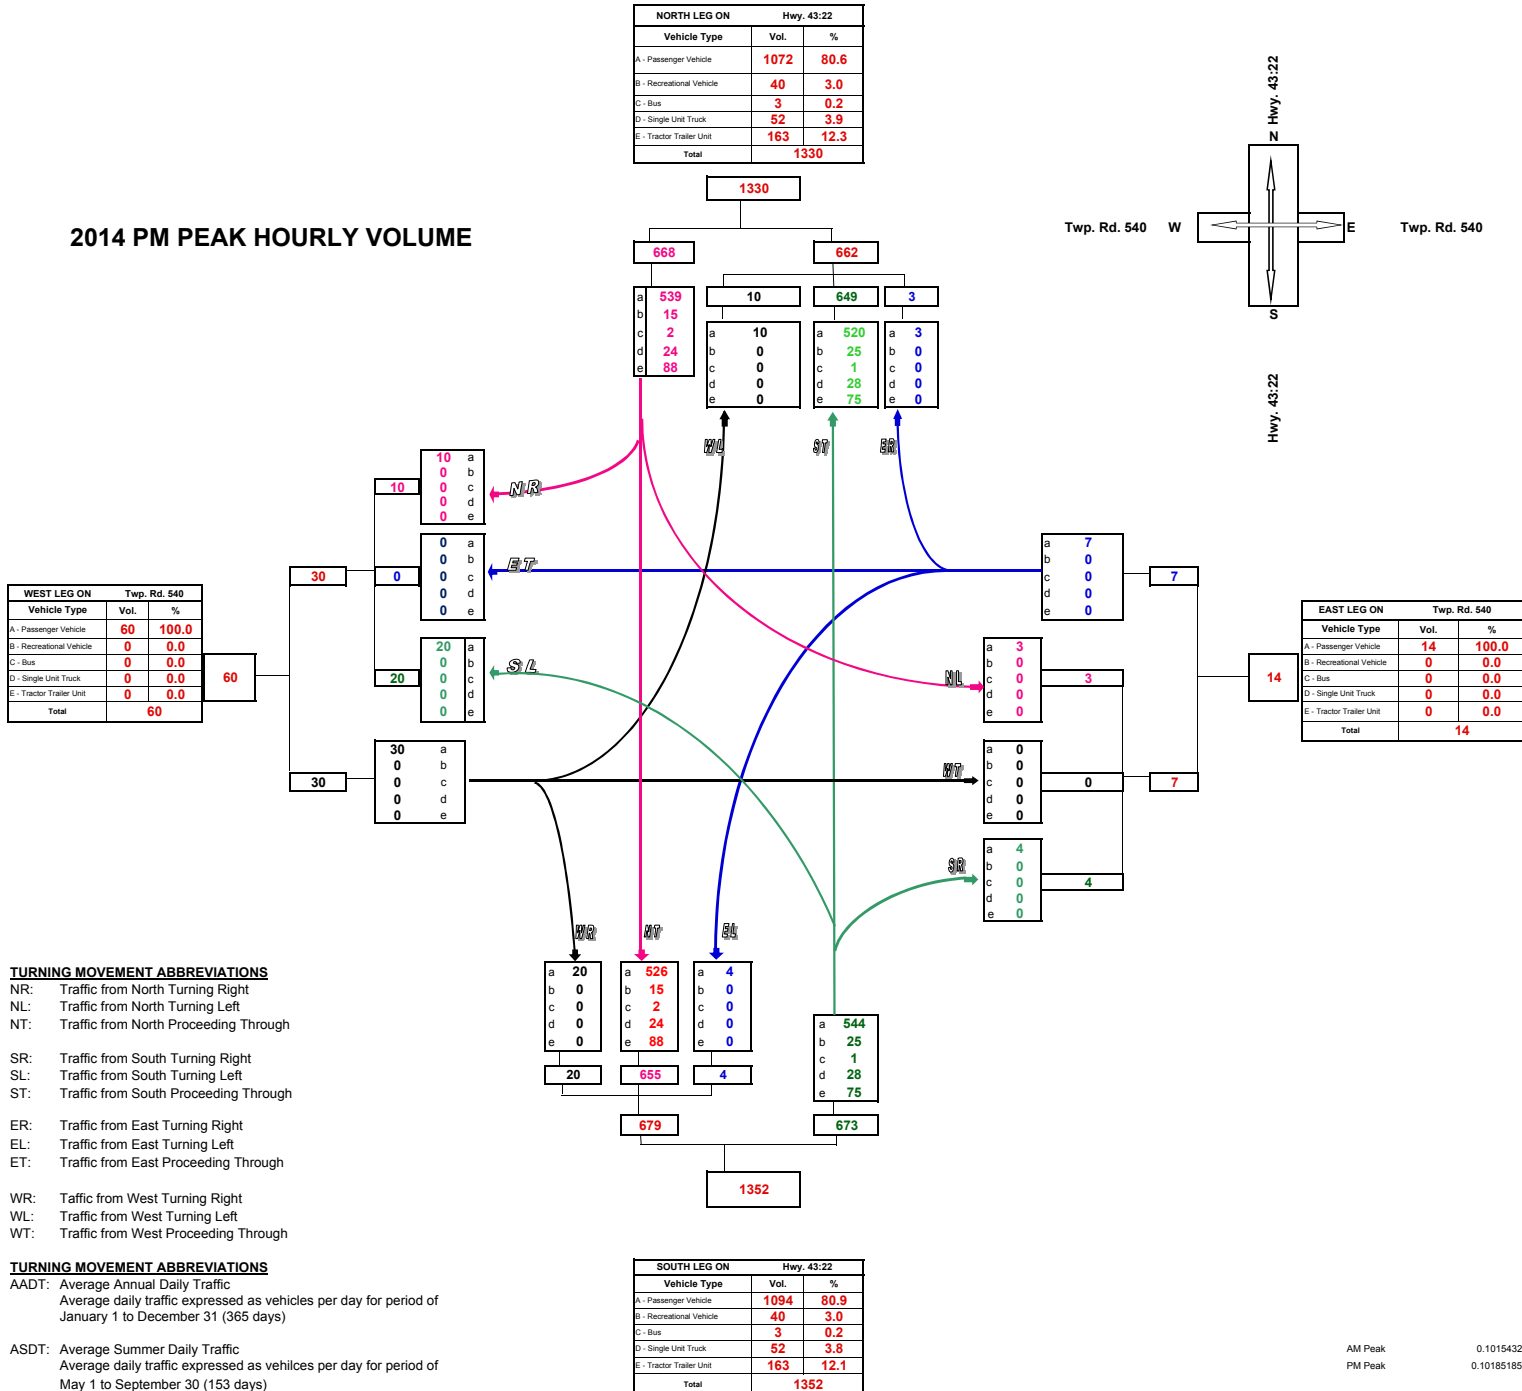 NORTH LEG ON Hwy. 43:22
Vehicle Type Vol. %
A - Passenger Vehicle 1072 80.6
B - Recreational Vehicle 40 3.0
C - Bus 3 0.2
D - Single Unit Truck 52 3.9
E - Tractor Trailer Unit 163 12.3
Total 1330
1330
2014 PM PEAK HOURLY VOLUME
Hwy. 43:22
N
Twp. Rd. 540 W E Twp. Rd. 540
S
Hwy. 43:22
668 662
10 649 3
a 539
b 15
c 2
d 24
e 88
a 10
b 0
c 0
d 0
e 0
a 520
b 25
c 1
d 28
e 75
a 3
b 0
c 0
d 0
e 0
WL ST ER
10
10 a
0 b
0 c
0 d
0 e
NR
30 0
0 a
0 b
0 c
0 d
0 e
ET
a 7
b 0
c 0
d 0
e 0
7
WEST LEG ON Twp. Rd. 540
Vehicle Type Vol. %
A - Passenger Vehicle 60 100.0
B - Recreational Vehicle 0 0.0
C - Bus 0 0.0
D - Single Unit Truck 0 0.0
E - Tractor Trailer Unit 0 0.0
Total 60
60
20
20 a
0 b
0 c
0 d
0 e
SL
NL
a 3
b 0
c 0
d 0
e 0
3
14
EAST LEG ON Twp. Rd. 540
Vehicle Type Vol. %
A - Passenger Vehicle 14 100.0
B - Recreational Vehicle 0 0.0
C - Bus 0 0.0
D - Single Unit Truck 0 0.0
E - Tractor Trailer Unit 0 0.0
Total 14
30
30 a
0 b
0 c
0 d
0 e
WT
a 0
b 0
c 0
d 0
e 0
0 7
SR
a 4
b 0
c 0
d 0
e 0
4
WR NT EL
a 20
b 0
c 0
d 0
e 0
a 526
b 15
c 2
d 24
e 88
a 4
b 0
c 0
d 0
e 0
a 544
b 25
c 1
d 28
e 75
20 655 4
679 673
1352
TURNING MOVEMENT ABBREVIATIONS
NR: Traffic from North Turning Right
NL: Traffic from North Turning Left
NT: Traffic from North Proceeding Through
SR: Traffic from South Turning Right
SL: Traffic from South Turning Left
ST: Traffic from South Proceeding Through
ER: Traffic from East Turning Right
EL: Traffic from East Turning Left
ET: Traffic from East Proceeding Through
WR: Taffic from West Turning Right
WL: Traffic from West Turning Left
WT: Traffic from West Proceeding Through
TURNING MOVEMENT ABBREVIATIONS
AADT: Average Annual Daily Traffic
Average daily traffic expressed as vehicles per day for period of
January 1 to December 31 (365 days)
ASDT: Average Summer Daily Traffic
Average daily traffic expressed as vehilces per day for period of
May 1 to September 30 (153 days)
SOUTH LEG ON Hwy. 43:22
Vehicle Type Vol. %
A - Passenger Vehicle 1094 80.9
B - Recreational Vehicle 40 3.0
C - Bus 3 0.2
D - Single Unit Truck 52 3.8
E - Tractor Trailer Unit 163 12.1
Total 1352
AM Peak 0.1015432
PM Peak 0.10185185